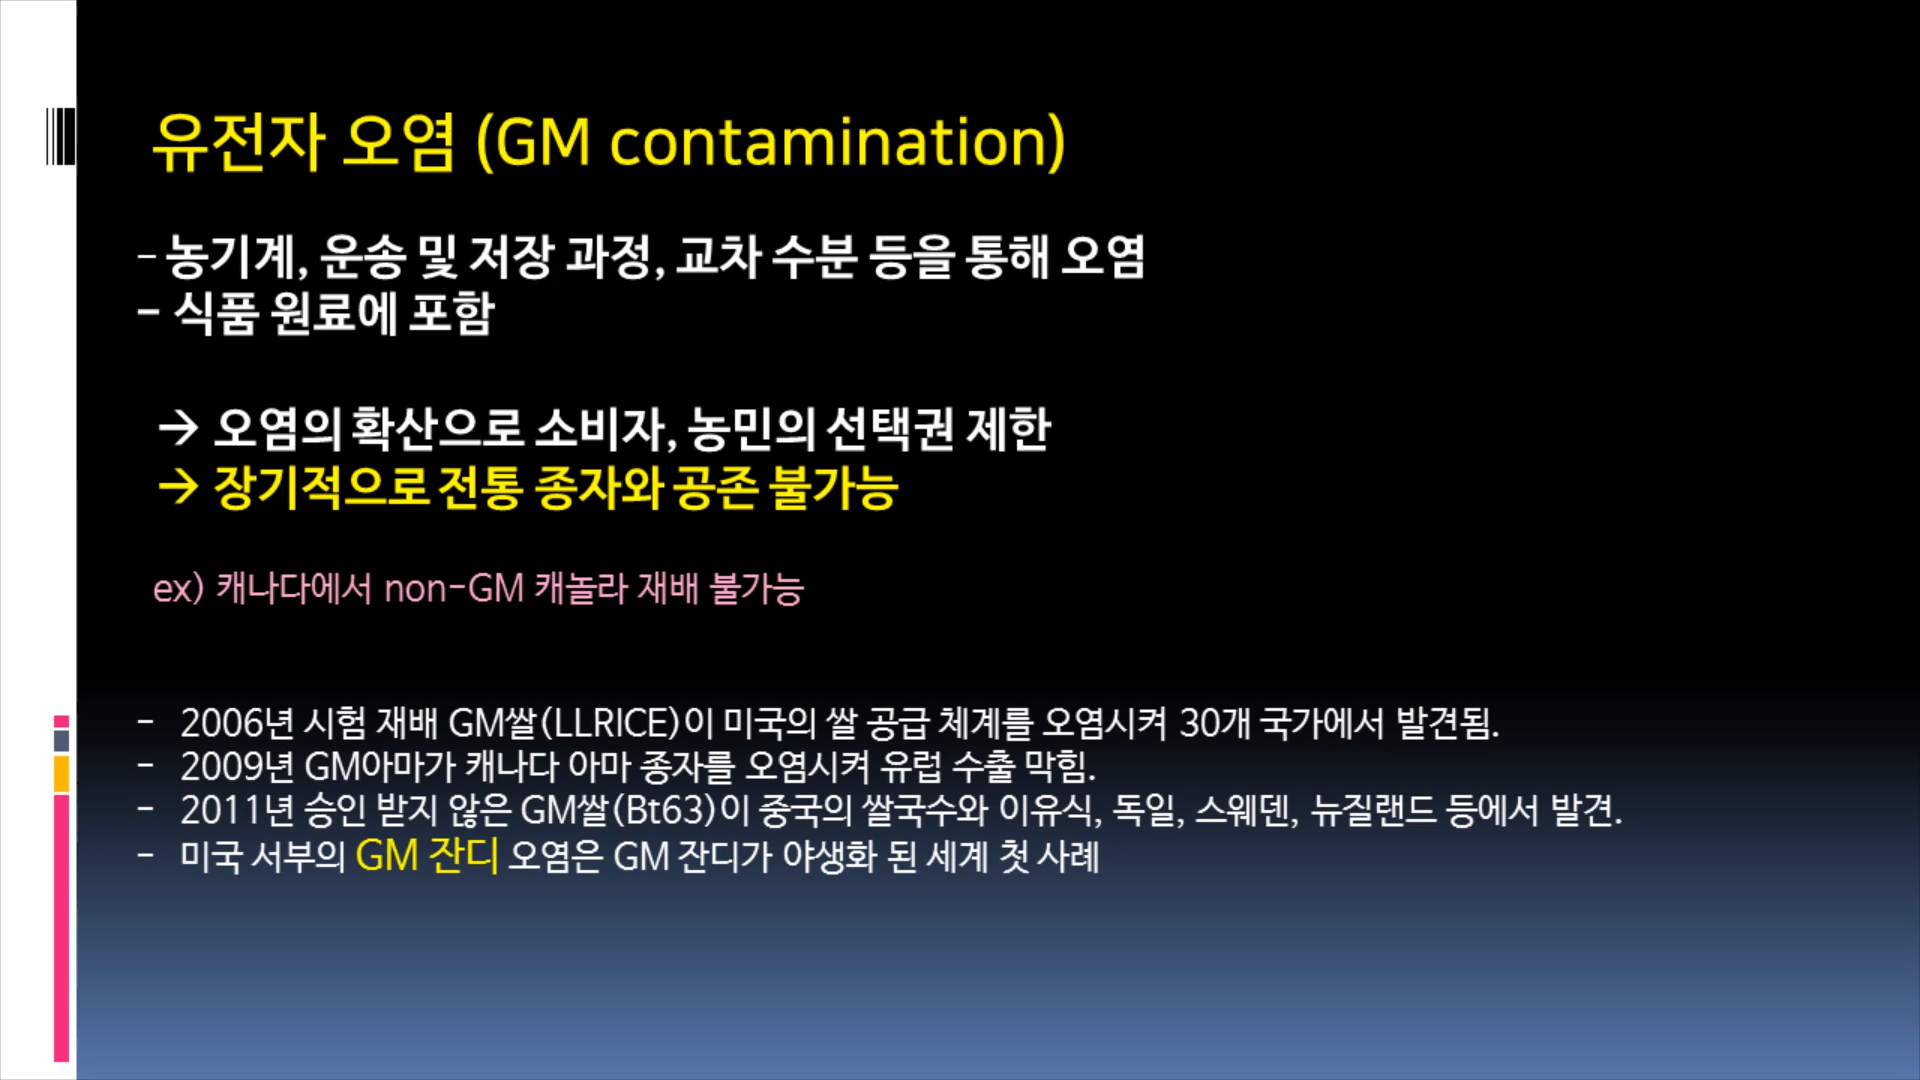 유전자 오염 (GM contamination)
- 농기계, 운송 및 저장 과정, 교차 수분 등을 통해 오염
- 식품 원료에 포함
→ 오염의 확산으로 소비자, 농민의 선택권 제한
→ 장기적으로 전통 종자와 공존 불가능
ex) 캐나다에서 non-GM 캐놀라 재배 불가능
- 2006년 시험 재배 GM쌀(LLRICE)이 미국의 쌀 공급 체계를 오염시켜 30개 국가에서 발견됨.
- 2009년 GM아마가 캐나다 아마 종자를 오염시켜 유럽 수출 막힘.
- 2011년 승인 받지 않은 GM쌀(Bt63)이 중국의 쌀국수와 이유식, 독일, 스웨덴, 뉴질랜드 등에서 발견.
- 미국 서부의 GM 잔디 오염은 GM 잔디가 야생화 된 세계 첫 사례